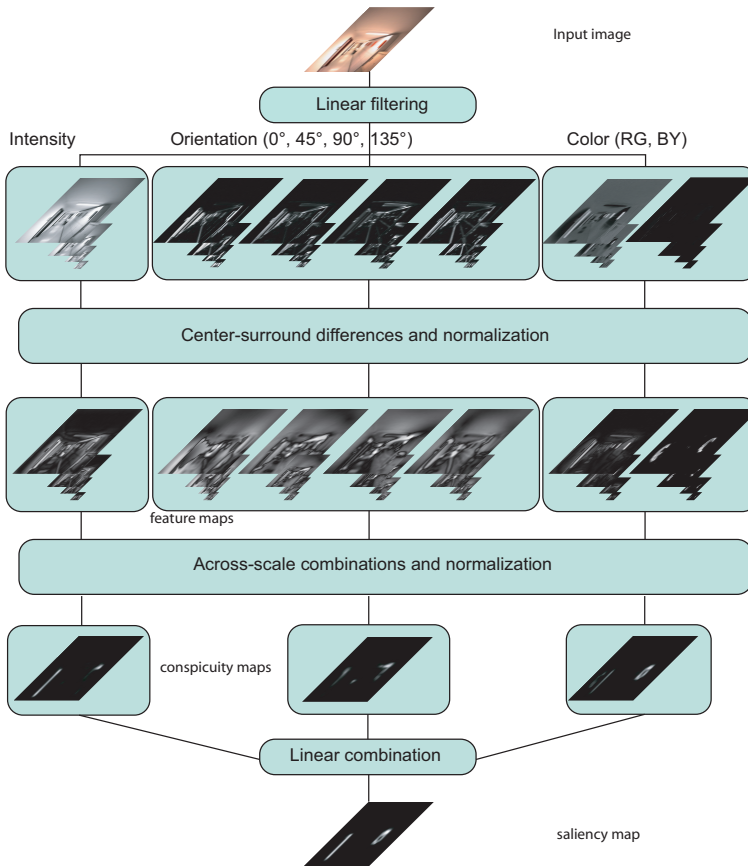 Input image
Linear filtering
Intensity
Orientation (0°, 45°, 90°, 135°)
Color (RG, BY)
Center-surround differences and normalization
feature maps
Across-scale combinations and normalization
conspicuity maps
Linear combination
saliency map